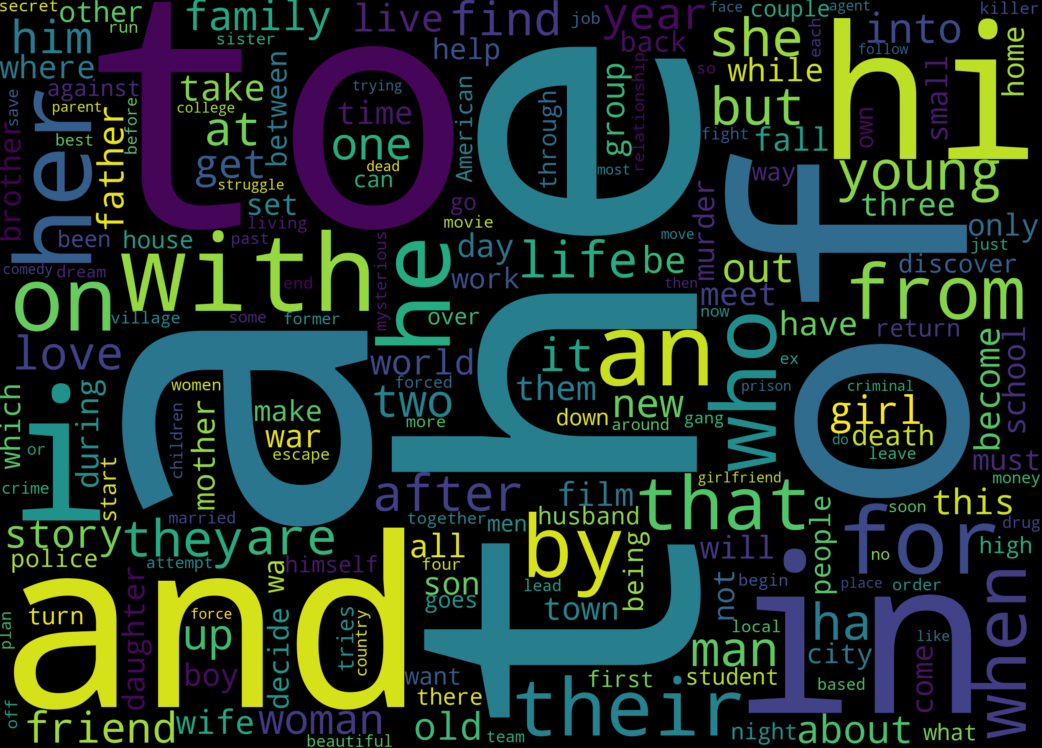 secret
other
run
family
sister
live
find
job
year
face
couple
agent
killer
him
where
to
help
back
she
while
each
follow
into
hi
home
save
against
parent
best
before
take
college
at
get
struggle
between
trying
time
one
dead
can
American
e
through
group
relationship
most
so
but
fight
fall
own
small
brother
her
father
set
go
movie
living
way
young
three
been
house
past
day
work
life
be
move
murder
out
only
just
comedy
dream
with
end
mysterious
he
over
then
meet
now
of
discover
from
on
village
some
former
have
return
love
a
world
forced
two
more
the
it
them
an
down
new
around
gang
who
ex
prison
criminal
girl
do
death
leave
become
school
which
or
crime
i
during
start
women
children
mother
make
war
escape
girlfriend
must
money
after
film
that
story
police
they
married
attempt
are
wa
himself
together
men
all
four
husband
by
being
will
people
for
soon
no
this
high
drug
and
turn
plan
daughter
force
up
boy
decide
tries
country
son
goes
lead
town
not
begin
in
place
order
local
man
student
ha
city
based
like
come
when
off
friend
wife
woman
beautiful
want
there
old
team
their
first
night
about
what